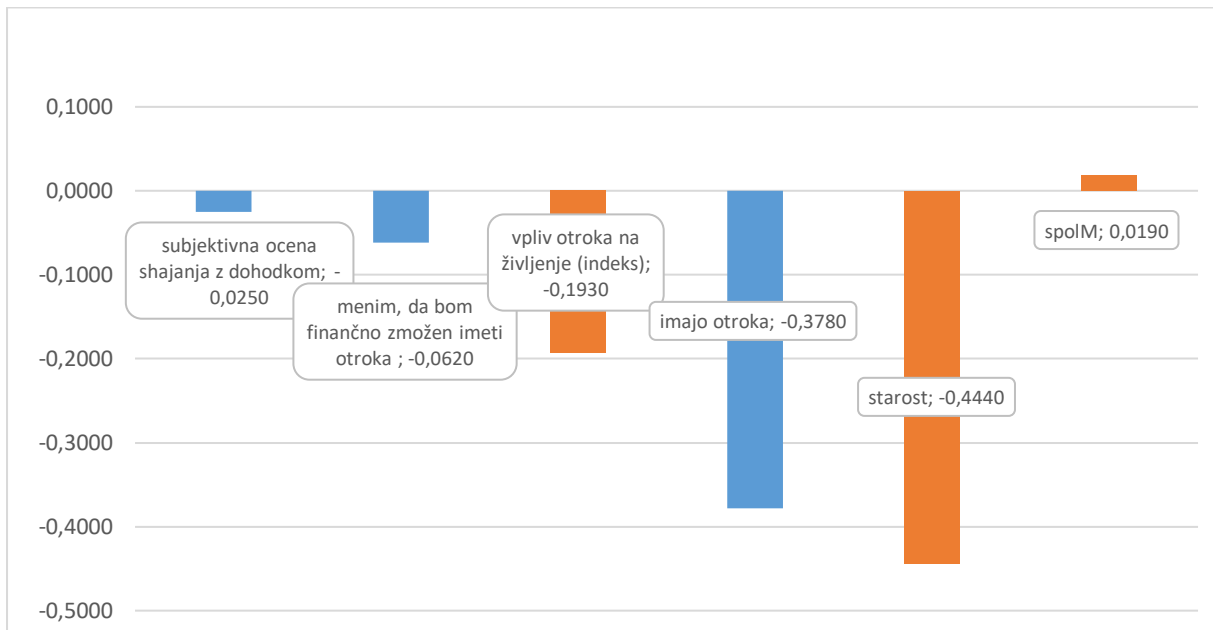 0,1000
0,0000
-0,1000
-0,2000
-0,3000
-0,4000
-0,5000
subjektivna ocena
shajanja z dohodkom; -
0,0250
menim, da bom
finančno zmožen imeti
otroka ; -0,0620
vpliv otroka na
življenje (indeks);
-0,1930
imajo otroka; -0,3780
starost; -0,4440
spolM; 0,0190